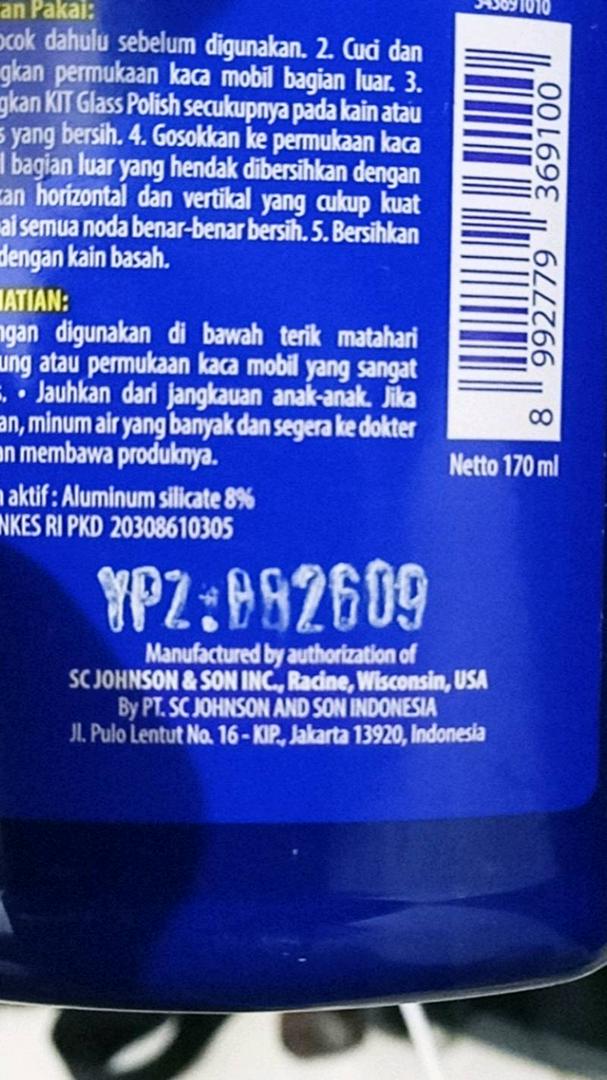 an Pakai:
ocok dahulu sebelum digunakan. 2. Cuci dan
gkan permukaan kaca mobil bagian luar. 3.
gkan KIT Glass Polish secukupnya pada kain atau
s yang bersih. 4. Gosokkan ke permukaan kaca
l bagian luar yang hendak dibersihkan dengan
kan horizontal dan vertikal yang cukup kuat
ai semua noda benar-benar bersih. 5. Bersihkan
dengan kain basah.
IATIAN:
ngan digunakan di bawah terik matahari
ung atau permukaan kaca mobil yang sangat
s. • Jauhkan dari jangkauan anak-anak. Jika
an, minum air yang banyak dan segera ke dokter
an membawa produknya.
n aktif : Aluminum silicate 8%
NKES RI PKD 20308610305
8 992779 369100
Netto 170 ml
Manufactured by authorization of
SC JOHNSON & SON INC., Racine, Wisconsin, USA
By PT. SC JOHNSON AND SON INDONESIA
Jl. Pulo Lentut No. 16 - KIP., Jakarta 13920, Indonesia